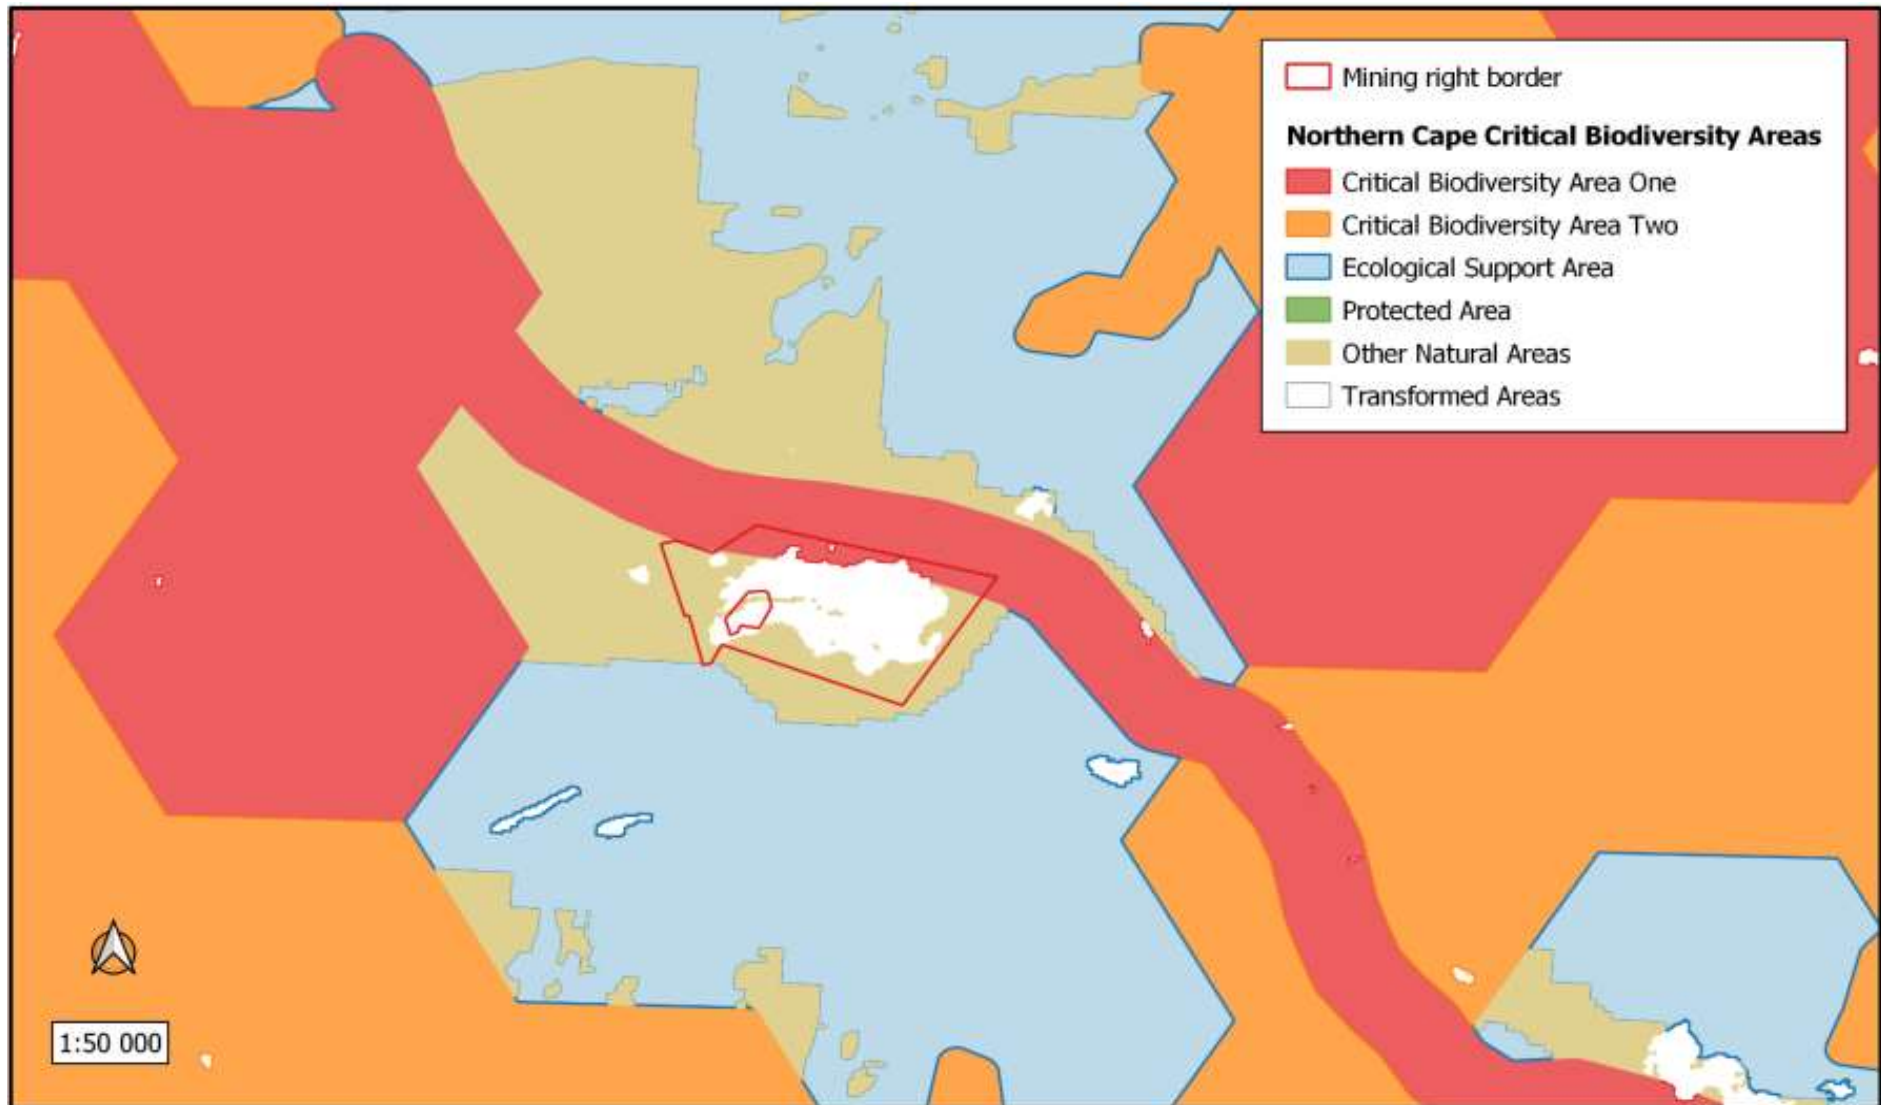 Mining right border
Northern Cape Critical Biodiversity Areas
Critical Biodiversity Area One
Critical Biodiversity Area Two
Ecological Support Area
Protected Area
Other Natural Areas
Transformed Areas
1:50 000